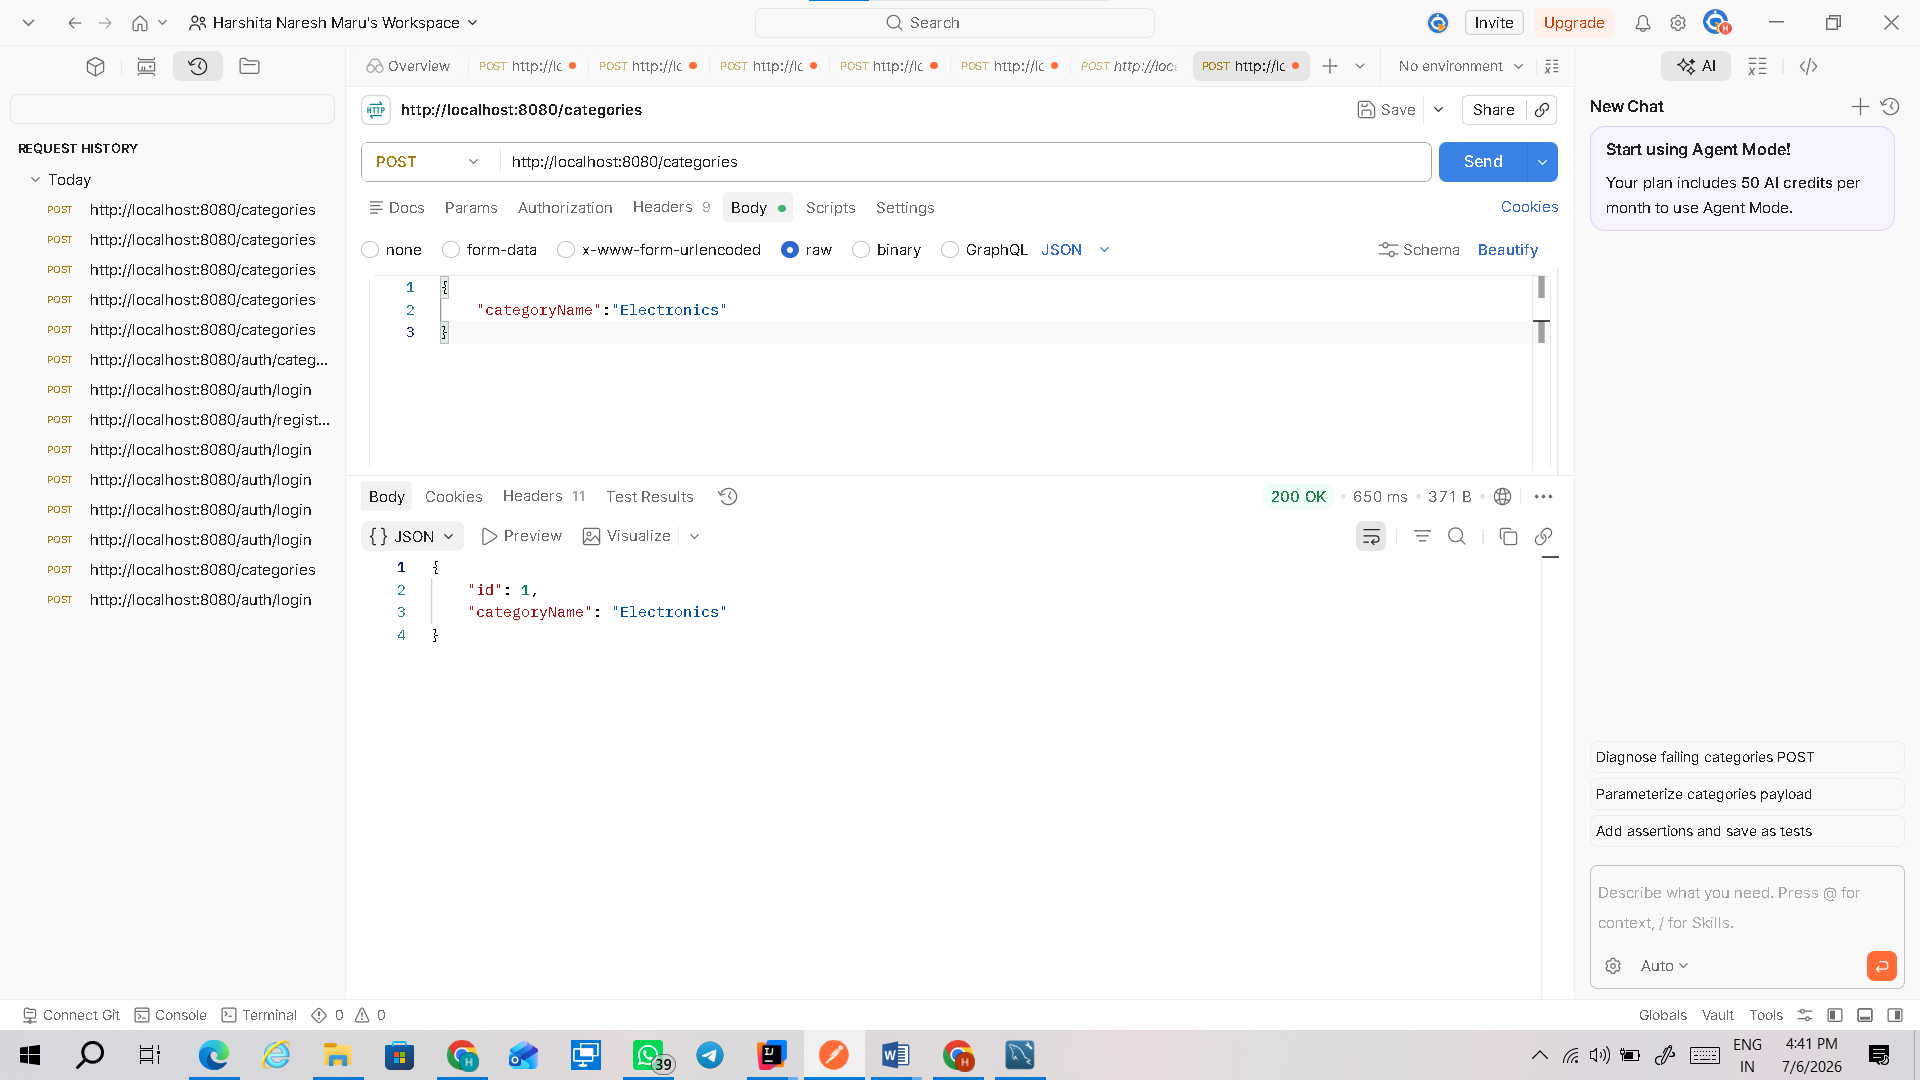 Harshita Naresh Maru's Workspace
Search
Invite
Upgrade
Overview
POST http://lc
POST http://lc
POST http://lc
POST http://lc
POST http://lc
POST http://loca
POST http://lc
No environment
AI
REQUEST HISTORY
Today
POST http://localhost:8080/categories
POST http://localhost:8080/categories
POST http://localhost:8080/categories
POST http://localhost:8080/categories
POST http://localhost:8080/categories
POST http://localhost:8080/auth/categ...
POST http://localhost:8080/auth/login
POST http://localhost:8080/auth/regist...
POST http://localhost:8080/auth/login
POST http://localhost:8080/auth/login
POST http://localhost:8080/auth/login
POST http://localhost:8080/auth/login
POST http://localhost:8080/categories
POST http://localhost:8080/auth/login
HTTP http://localhost:8080/categories
Save
Share
POST http://localhost:8080/categories
Send
Docs Params Authorization Headers 9 Body Scripts Settings
Cookies
none form-data x-www-form-urlencoded raw binary GraphQL JSON
Schema Beautify
1 {
2 "categoryName":"Electronics"
3 }
Body Cookies Headers 11 Test Results
200 OK • 650 ms • 371 B
{} JSON Preview Visualize
1 {
2 "id": 1,
3 "categoryName": "Electronics"
4 }
New Chat
Start using Agent Mode!
Your plan includes 50 AI credits per
month to use Agent Mode.
Diagnose failing categories POST
Parameterize categories payload
Add assertions and save as tests
Describe what you need. Press @ for
context, / for Skills.
Auto
Connect Git Console Terminal 0 0
Globals Vault Tools
39
ENG
IN
4:41 PM
7/6/2026